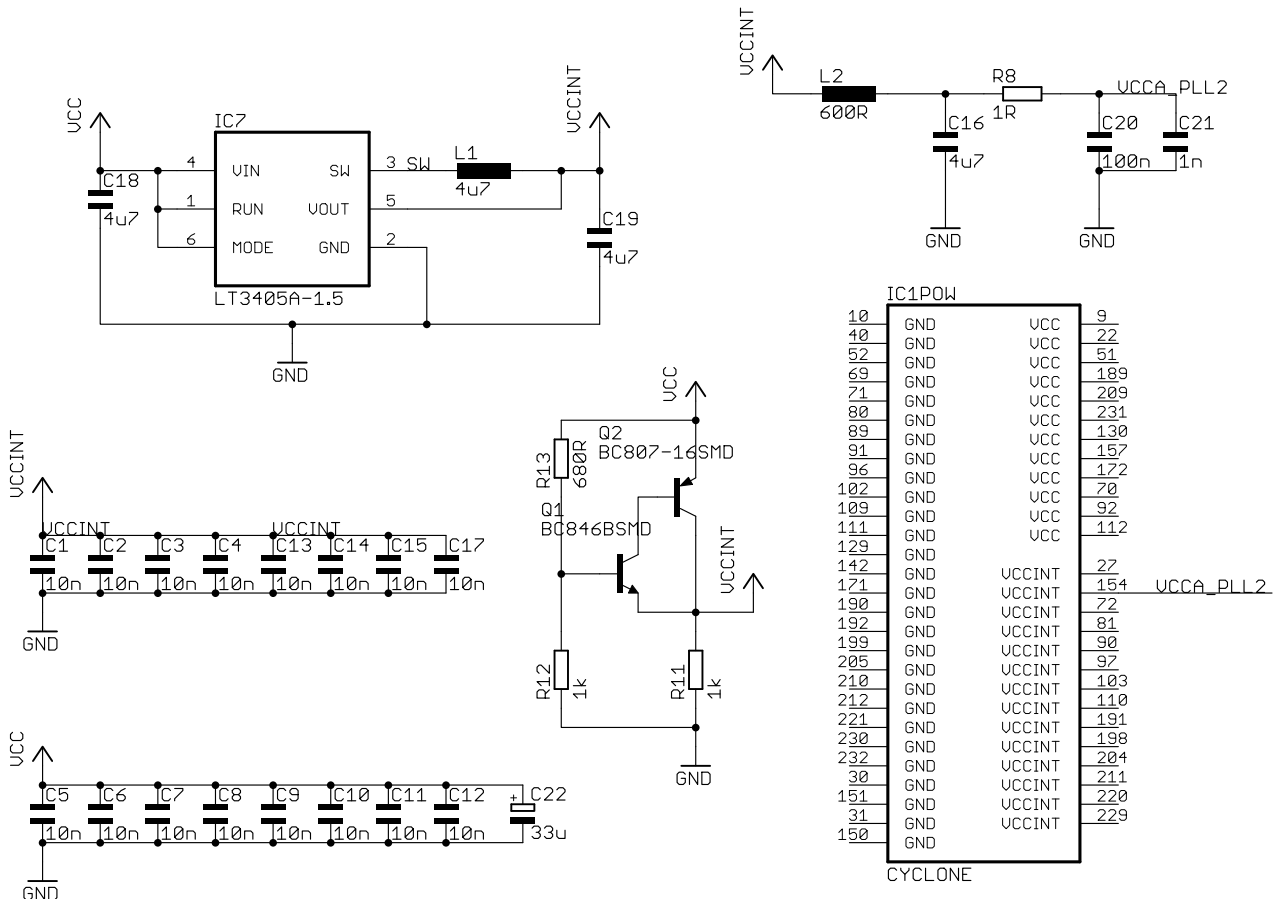 VCC
IC7
VCCINT
4 VIN SW 3 SW L1
4u7
C18
4u7
1 RUN VOUT 5
6 MODE GND 2
C19
4u7
LT3405A-1.5
GND
VCCINT
L2
600R
R8
1R
VCCA_PLL2
C16
4u7
C20
100n
C21
1n
GND
GND
VCCINT
VCCINT VCCINT
C1 C2 C3 C4 C13 C14 C15 C17
10n 10n 10n 10n 10n 10n 10n 10n
GND
VCC
C5 C6 C7 C8 C9 C10 C11 C12 C22
10n 10n 10n 10n 10n 10n 10n 10n + 33u
GND
VCC
R13
680R
Q2
BC807-16SMD
Q1
BC846BSMD
VCCINT
R12
1k
R11
1k
GND
IC1POW
10 GND VCC 9
40 GND VCC 22
52 GND VCC 51
69 GND VCC 189
71 GND VCC 209
80 GND VCC 231
89 GND VCC 130
91 GND VCC 157
96 GND VCC 172
102 GND VCC 70
109 GND VCC 92
111 GND VCC 112
129 GND
142 GND VCCINT 27
171 GND VCCINT 154 VCCA_PLL2
190 GND VCCINT 72
192 GND VCCINT 81
199 GND VCCINT 90
205 GND VCCINT 97
210 GND VCCINT 103
212 GND VCCINT 110
221 GND VCCINT 191
230 GND VCCINT 198
232 GND VCCINT 204
30 GND VCCINT 211
151 GND VCCINT 220
31 GND VCCINT 229
150 GND
CYCLONE